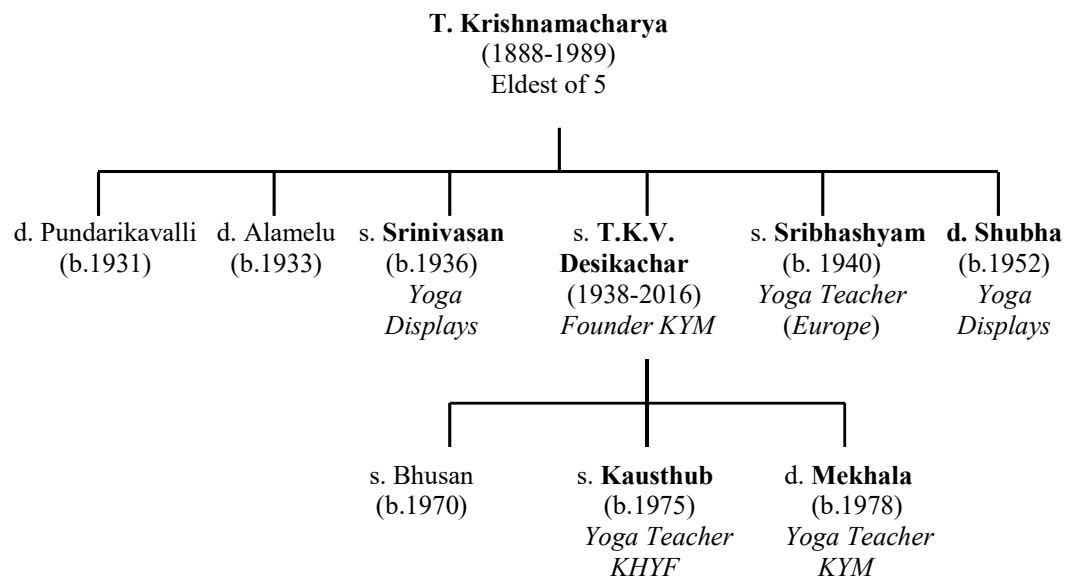 T. Krishnamacharya
(1888-1989)
Eldest of 5
d. Pundarikavalli
(b.1931)
d. Alamelu
(b.1933)
s. Srinivasan
(b.1936)
Yoga
Displays
s. T.K.V.
Desikachar
(1938-2016)
Founder KYM
s. Sribhashyam
(b. 1940)
Yoga Teacher
(Europe)
d. Shubha
(b.1952)
Yoga
Displays
s. Bhusan
(b.1970)
s. Kausthub
(b.1975)
Yoga Teacher
KHYF
d. Mekhala
(b.1978)
Yoga Teacher
KYM